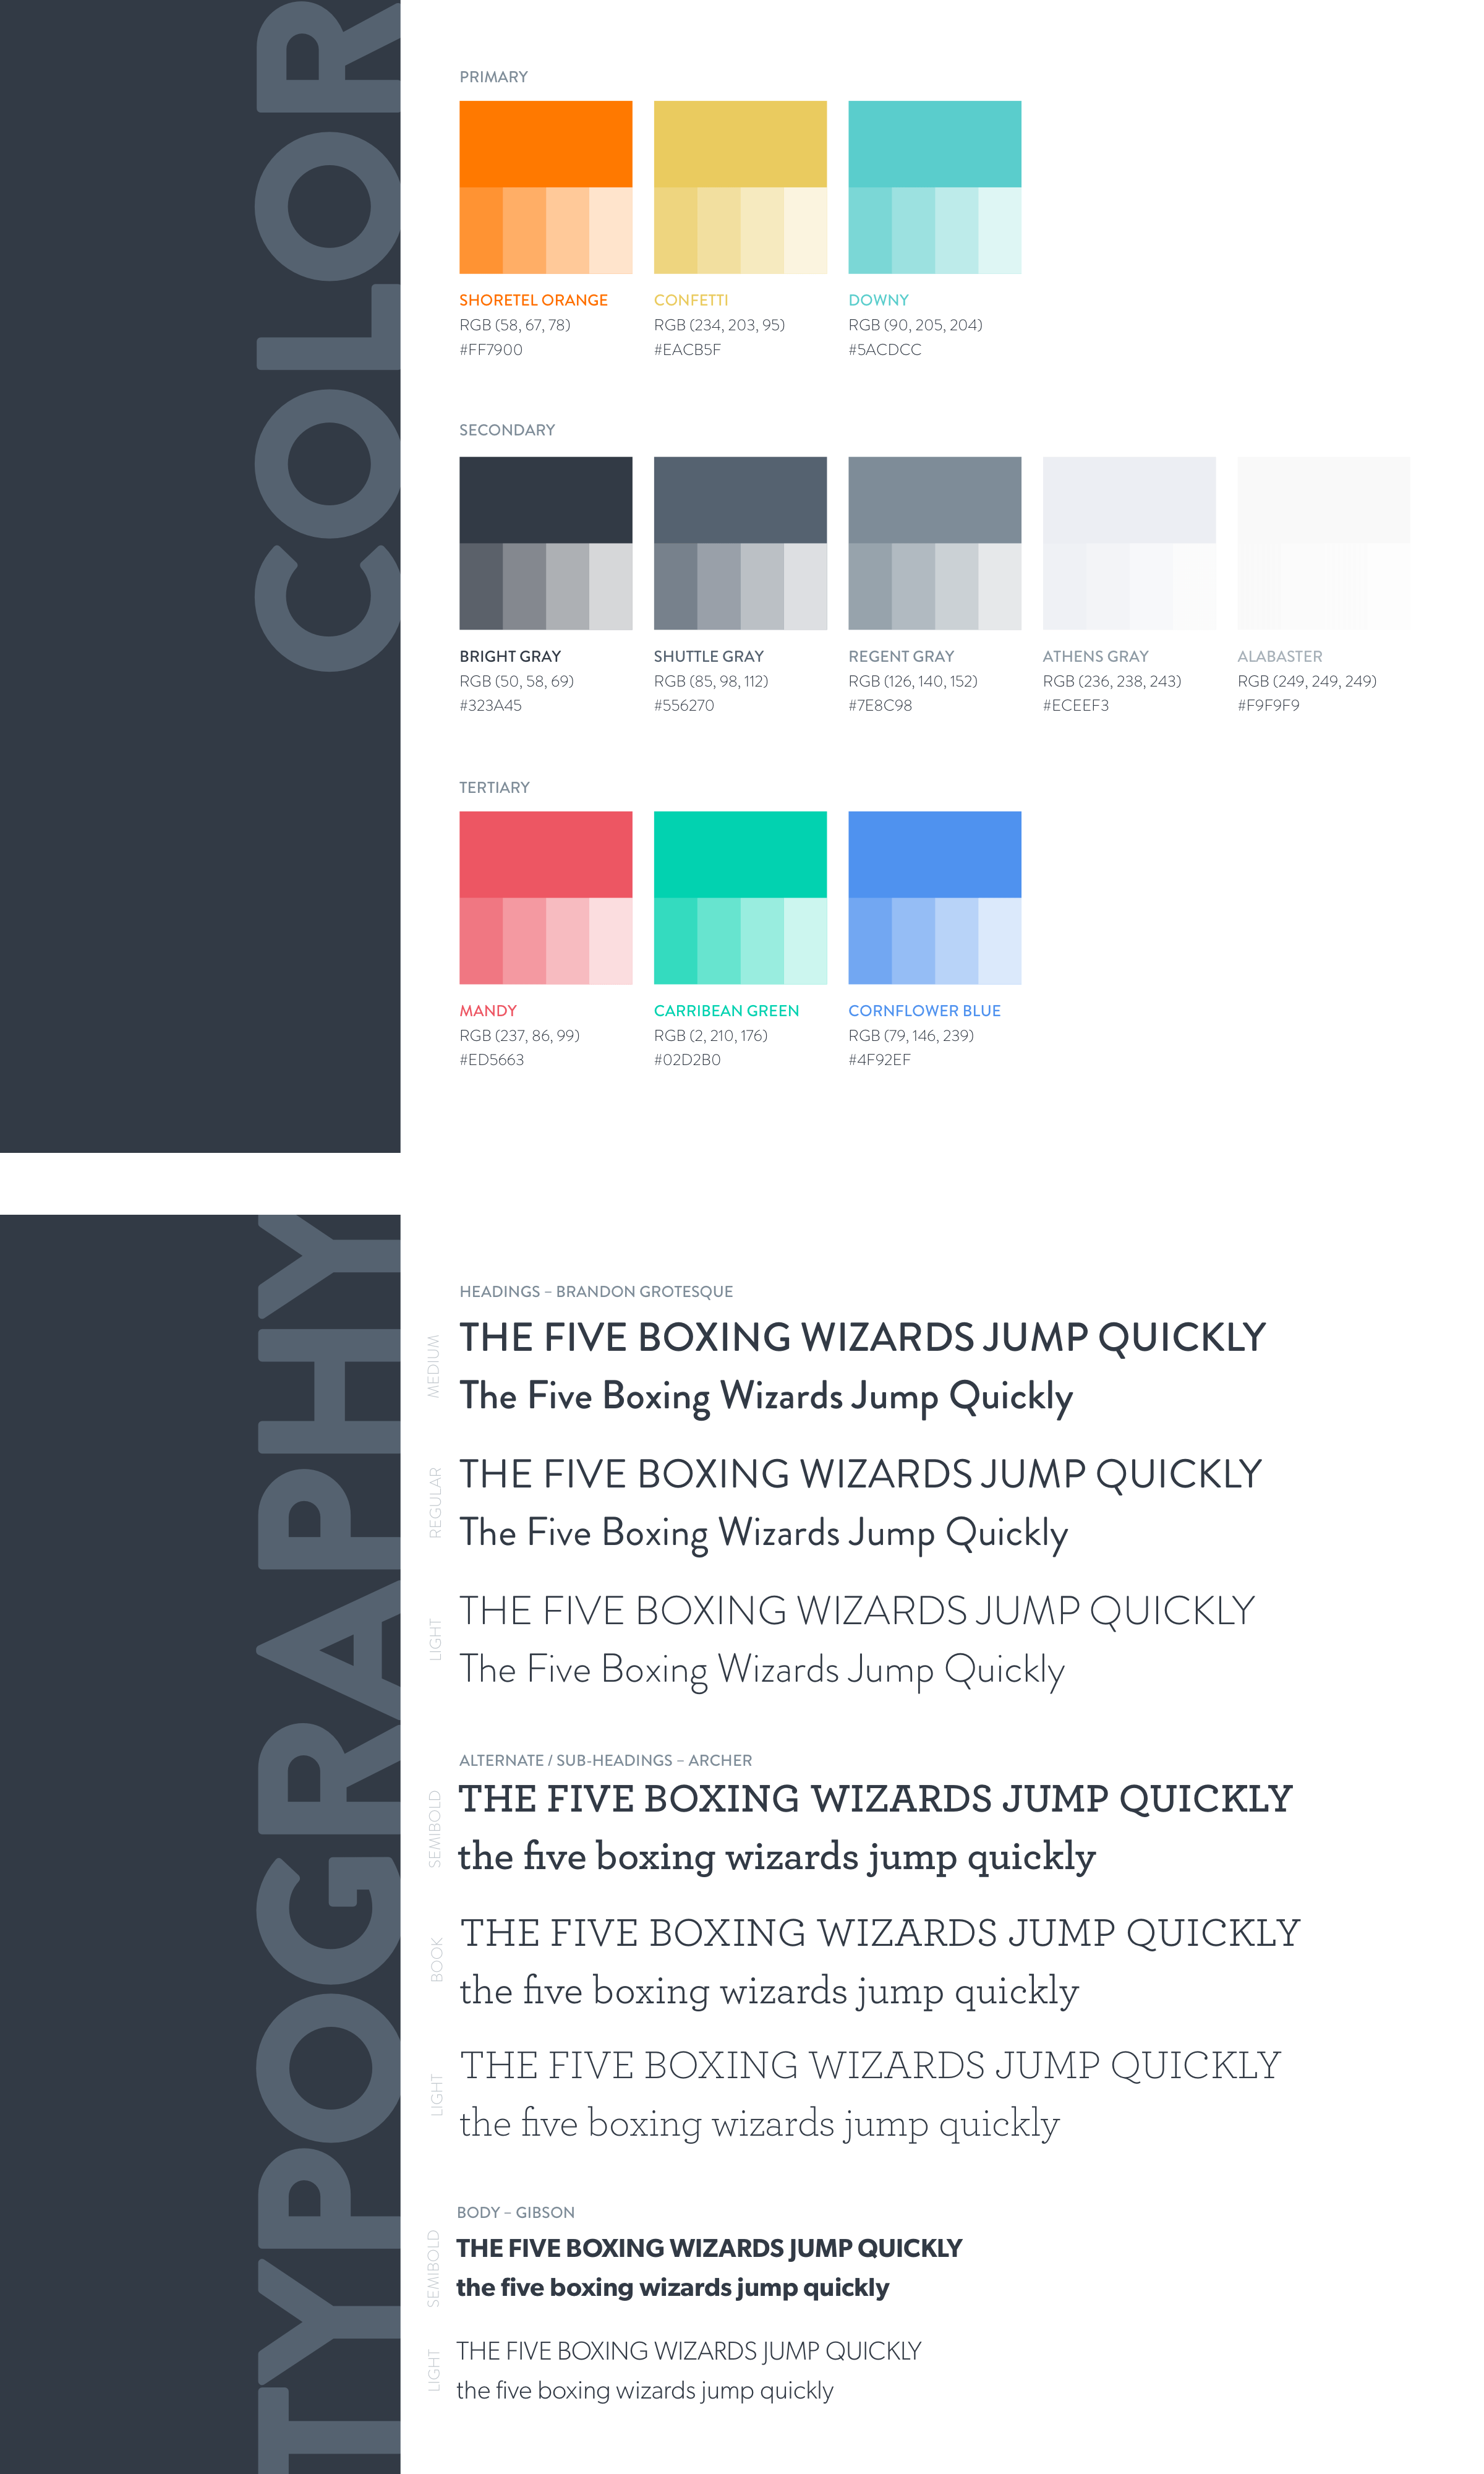 COLOR
PRIMARY
SHORETEL ORANGE
RGB (58, 67, 78)
#FF7900
CONFETTI
RGB (234, 203, 95)
#EACB5F
DOWNY
RGB (90, 205, 204)
#5ACDCC
SECONDARY
BRIGHT GRAY
RGB (50, 58, 69)
#323A45
SHUTTLE GRAY
RGB (85, 98, 112)
#556270
REGENT GRAY
RGB (126, 140, 152)
#7E8C98
ATHENS GRAY
RGB (236, 238, 243)
#ECEEF3
ALABASTER
RGB (249, 249, 249)
#F9F9F9
TERTIARY
MANDY
RGB (237, 86, 99)
#ED5663
CARRIBEAN GREEN
RGB (2, 210, 176)
#02D2B0
CORNFLOWER BLUE
RGB (79, 146, 239)
#4F92EF
TYPOGRAPHY
HEADINGS – BRANDON GROTESQUE
MEDIUM
THE FIVE BOXING WIZARDS JUMP QUICKLY
The Five Boxing Wizards Jump Quickly
REGULAR
THE FIVE BOXING WIZARDS JUMP QUICKLY
The Five Boxing Wizards Jump Quickly
LIGHT
THE FIVE BOXING WIZARDS JUMP QUICKLY
The Five Boxing Wizards Jump Quickly
ALTERNATE / SUB-HEADINGS – ARCHER
SEMIBOLD
THE FIVE BOXING WIZARDS JUMP QUICKLY
the five boxing wizards jump quickly
BOOK
THE FIVE BOXING WIZARDS JUMP QUICKLY
the five boxing wizards jump quickly
LIGHT
THE FIVE BOXING WIZARDS JUMP QUICKLY
the five boxing wizards jump quickly
BODY – GIBSON
SEMIBOLD
THE FIVE BOXING WIZARDS JUMP QUICKLY
the five boxing wizards jump quickly
LIGHT
THE FIVE BOXING WIZARDS JUMP QUICKLY
the five boxing wizards jump quickly